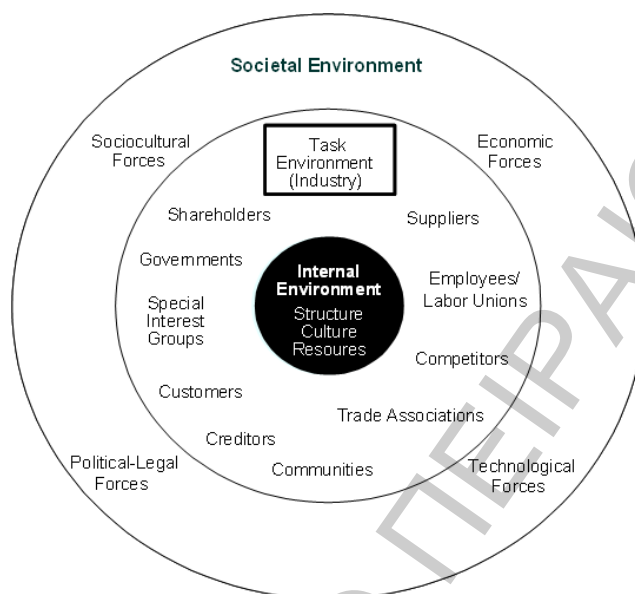 Societal Environment
Sociocultural
Forces
Economic
Forces
Task
Environment
(Industry)
Shareholders
Suppliers
Governments
Internal
Environment
Structure
Culture
Resoures
Employees/
Labor Unions
Special
Interest
Groups
Competitors
Customers
Trade Associations
Creditors
Communities
Political-Legal
Forces
Technological
Forces
ΠΕΙΡΑΙ